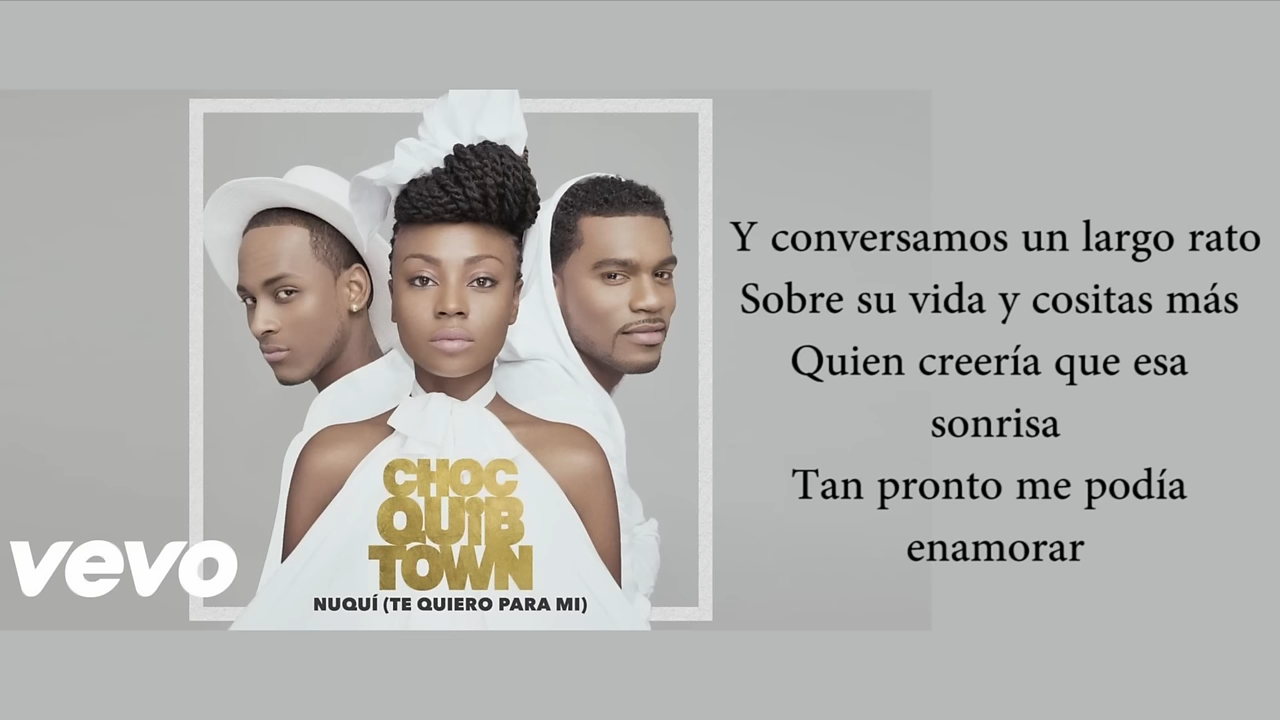 CHOC
QUIB
TOWN
NUQUÍ (TE QUIERO PARA MI)
vevo
Y conversamos un largo rato
Sobre su vida y cositas más
Quien creería que esa
sonrisa
Tan pronto me podía
enamorar